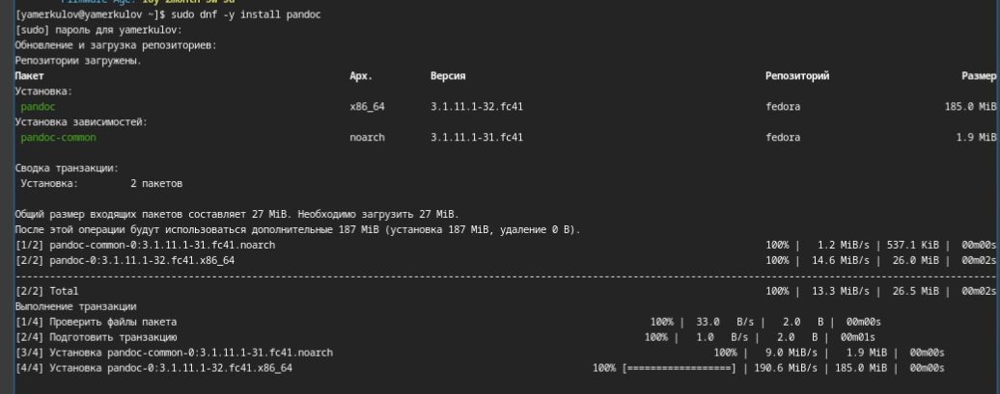 Firmware Age: 10y 2month 3w 3d
[yamerkulov@yamerkulov ~]$ sudo dnf -y install pandoc
[sudo] пароль для yamerkulov:
Обновление и загрузка репозиториев:
Репозитории загружены.
Пакет Арх. Версия Репозиторий Размер
Установка:
pandoc x86_64 3.1.11.1-32.fc41 fedora 185.0 MiB
Установка зависимостей:
pandoc-common noarch 3.1.11.1-31.fc41 fedora 1.9 MiB
Сводка транзакции:
Установка: 2 пакетов
Общий размер входящих пакетов составляет 27 MiB. Необходимо загрузить 27 MiB.
После этой операции будут использоваться дополнительные 187 MiB (установка 187 MiB, удаление 0 B).
[1/2] pandoc-common-0:3.1.11.1-31.fc41.noarch 100% | 1.2 MiB/s | 537.1 KiB | 00m00s
[2/2] pandoc-0:3.1.11.1-32.fc41.x86_64 100% | 14.6 MiB/s | 26.0 MiB | 00m02s
--------------------------------------------------------------------------------
[2/2] Total 100% | 13.3 MiB/s | 26.5 MiB | 00m02s
Выполнение транзакции
[1/4] Проверить файлы пакета 100% | 33.0 B/s | 2.0 B | 00m00s
[2/4] Подготовить транзакцию 100% | 1.0 B/s | 2.0 B | 00m01s
[3/4] Установка pandoc-common-0:3.1.11.1-31.fc41.noarch 100% | 9.0 MiB/s | 1.9 MiB | 00m00s
[4/4] Установка pandoc-0:3.1.11.1-32.fc41.x86_64 100% [==================] | 190.6 MiB/s | 185.0 MiB | 00m00s